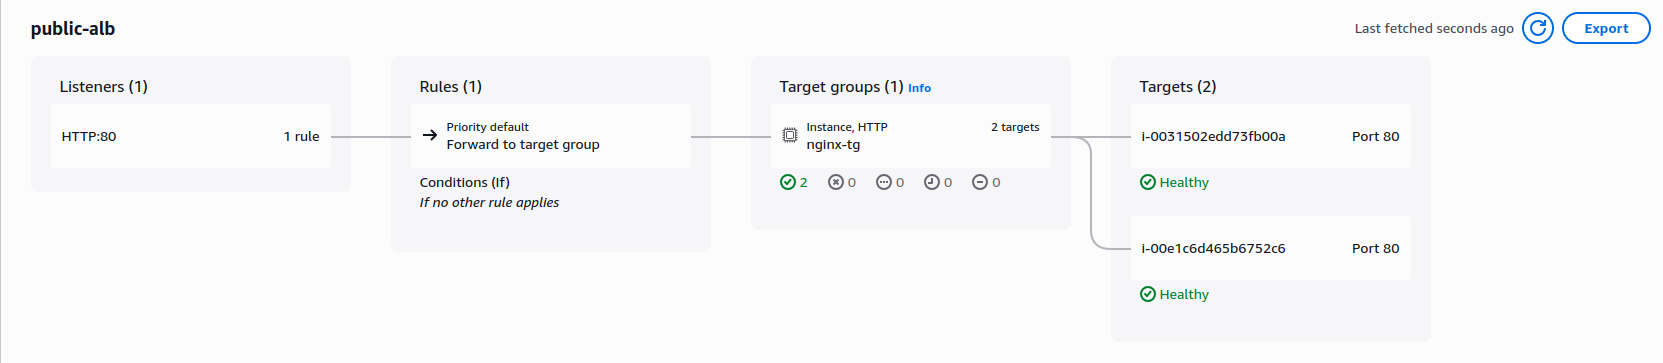 public-alb
Last fetched seconds ago
Export
Listeners (1)
HTTP:80 1 rule
Rules (1)
Priority default
Forward to target group
Conditions (If)
If no other rule applies
Target groups (1) Info
Instance, HTTP 2 targets
nginx-tg
2 0 0 0 0
Targets (2)
i-0031502edd73fb00a Port 80
Healthy
i-00e1c6d465b6752c6 Port 80
Healthy